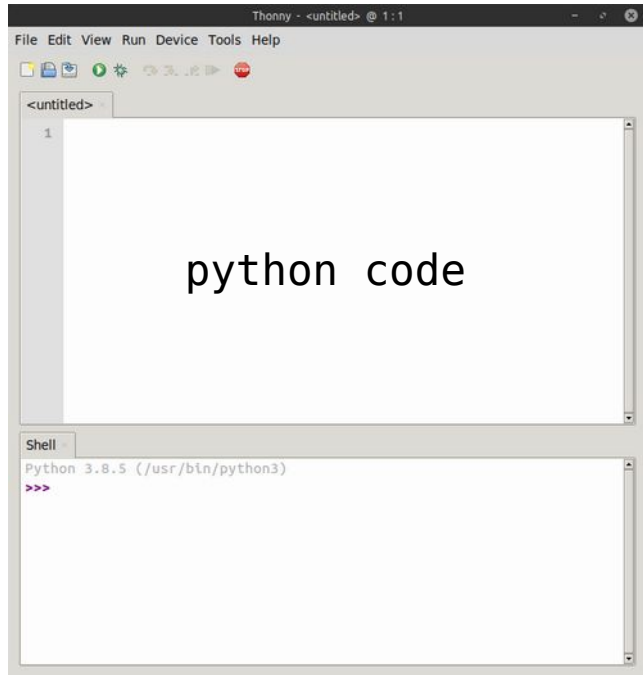 Thonny - <untitled> @ 1:1
File Edit View Run Device Tools Help
STOP
<untitled>
1
python code
Shell
Python 3.8.5 (/usr/bin/python3)
>>>